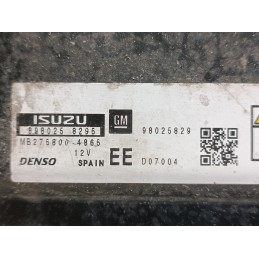 ISUZU
GM
898025 8295
98025829
MB275800-4865
12V
DENSO
SPAIN
EE
D07004